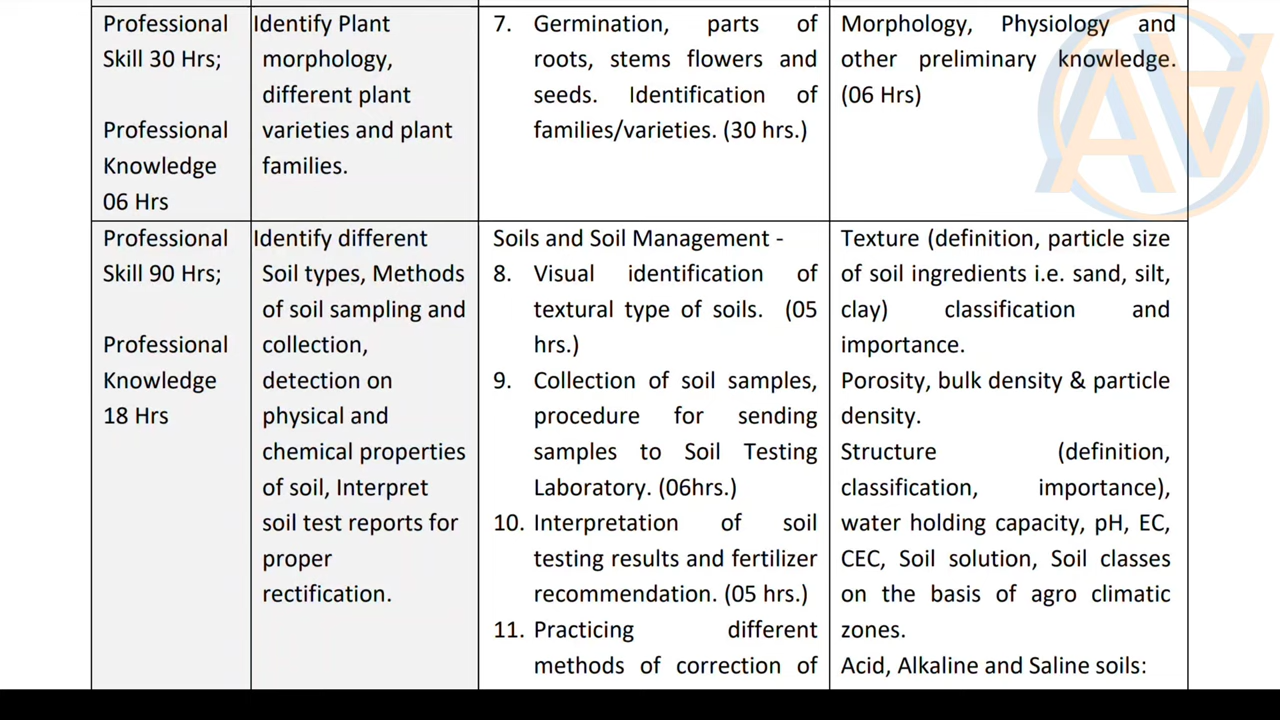 Professional
Skill 30 Hrs;
Professional
Knowledge
06 Hrs
Identify Plant
morphology,
different plant
varieties and plant
families.
7. Germination, parts of
roots, stems flowers and
seeds. Identification of
families/varieties. (30 hrs.)
Morphology, Physiology and
other preliminary knowledge.
(06 Hrs)
Professional
Skill 90 Hrs;
Professional
Knowledge
18 Hrs
Identify different
Soil types, Methods
of soil sampling and
collection,
detection on
physical and
chemical properties
of soil, Interpret
soil test reports for
proper
rectification.
Soils and Soil Management -
8. Visual identification of
textural type of soils. (05
hrs.)
9. Collection of soil samples,
procedure for sending
samples to Soil Testing
Laboratory. (06hrs.)
10. Interpretation of soil
testing results and fertilizer
recommendation. (05 hrs.)
11. Practicing different
methods of correction of
Texture (definition, particle size
of soil ingredients i.e. sand, silt,
clay) classification and
importance.
Porosity, bulk density & particle
density.
Structure (definition,
classification, importance),
water holding capacity, pH, EC,
CEC, Soil solution, Soil classes
on the basis of agro climatic
zones.
Acid, Alkaline and Saline soils: